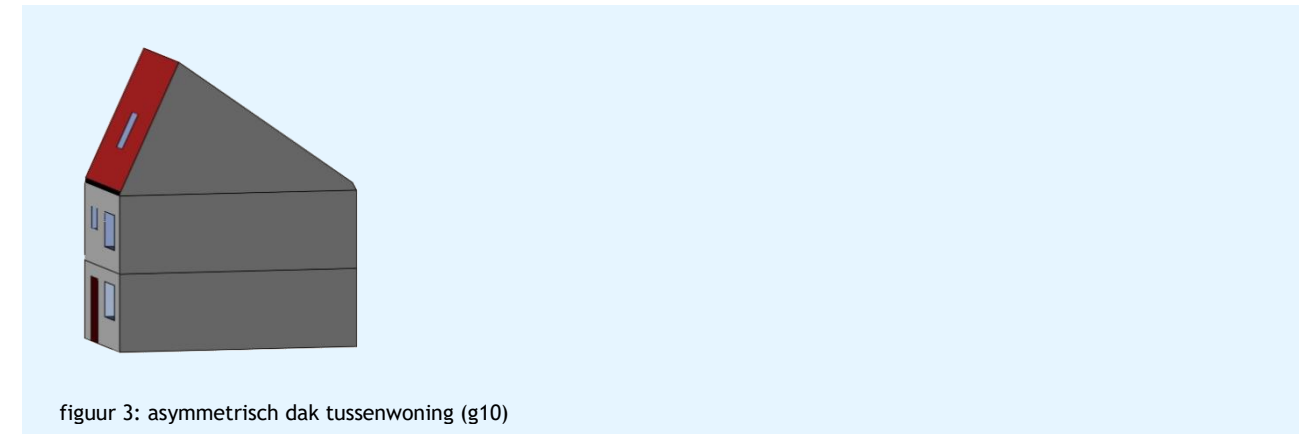 figuur 3: asymmetrisch dak tussenwoning (g10)